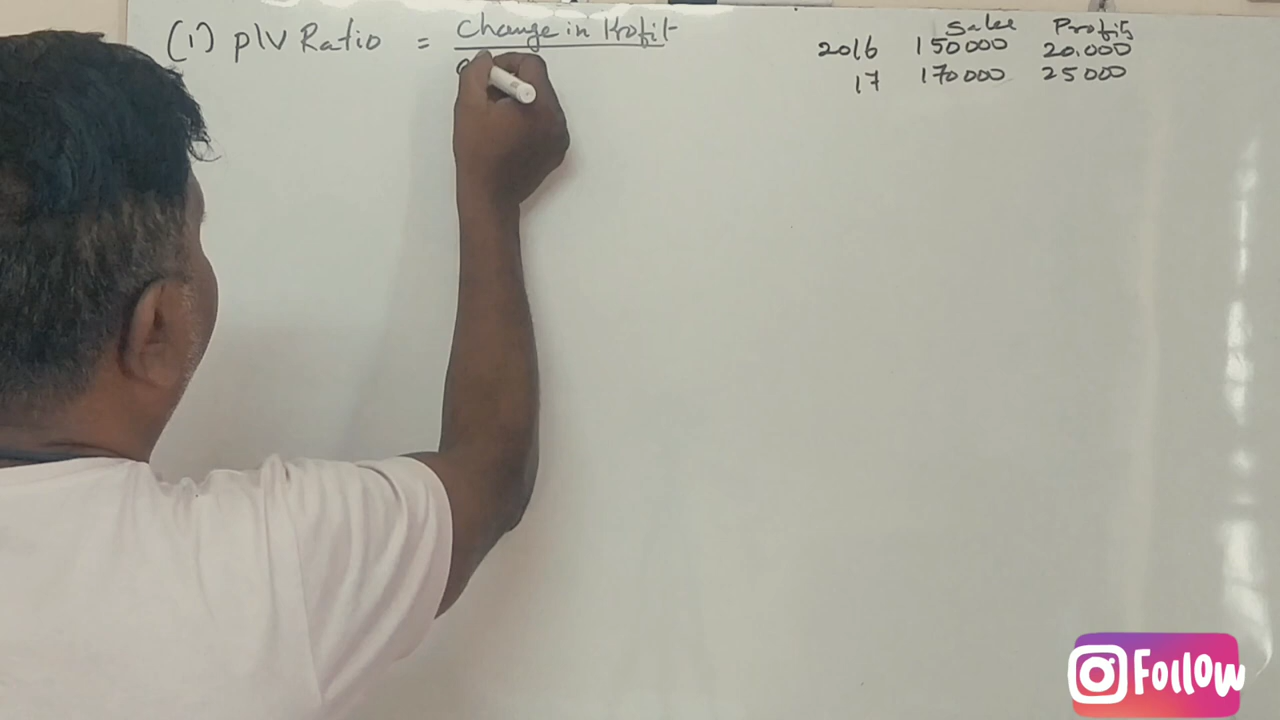 (1) P/V Ratio = Change in Profit
Sales Profit
2016 150000 20,000
17 170000 25000
Follow